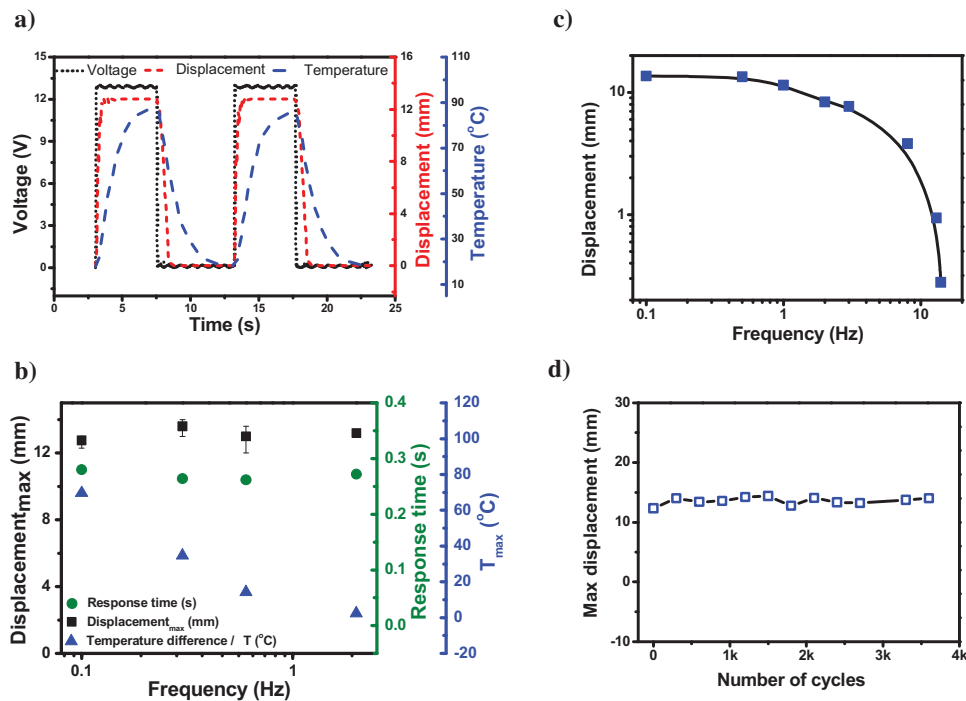 a)
15
12
9
6
3
0
Voltage (V)
Voltage
Displacement
Temperature
0
5
10
15
20
25
Time (s)
16
12
8
4
0
Displacement (mm)
110
90
70
50
30
10
Temperature (°C)
c)
10
1
Displacement (mm)
0.1
1
10
Frequency (Hz)
b)
12
8
4
0
Displacement_max (mm)
Response time (s)
Displacement_max (mm)
Temperature difference / T (°C)
0.1
1
Frequency (Hz)
0.4
0.3
0.2
0.1
0.0
Response time (s)
120
100
80
60
40
20
0
-20
T_max (°C)
d)
30
20
10
0
-10
Max displacement (mm)
0
1k
2k
3k
4k
Number of cycles